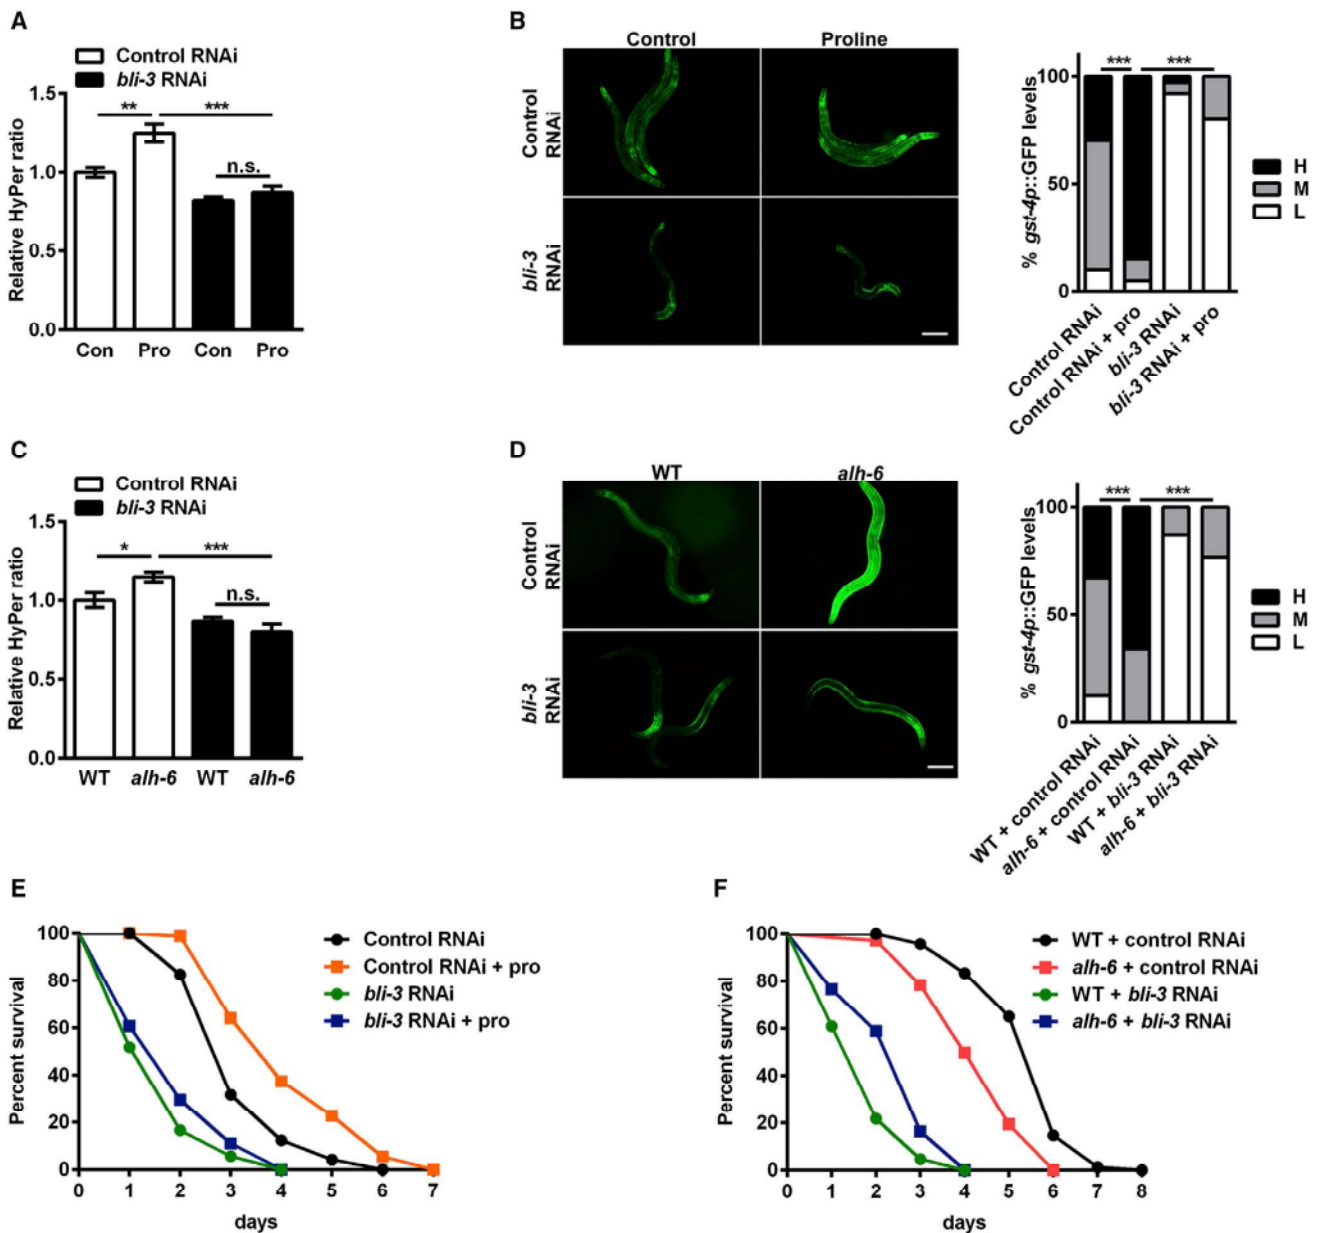 A
Control RNAi
bli-3 RNAi
Relative HyPer ratio
1.5
1.0
0.5
0.0
** ***
n.s.
Con Pro Con Pro
B
Control Proline
Control RNAi
bli-3 RNAi
% gst-4p::GFP levels
100
50
0
*** ***
H
M
L
Control RNAi
Control RNAi + pro
bli-3 RNAi
bli-3 RNAi + pro
C
Control RNAi
bli-3 RNAi
Relative HyPer ratio
1.5
1.0
0.5
0.0
* ***
n.s.
WT alh-6 WT alh-6
D
WT alh-6
Control RNAi
bli-3 RNAi
% gst-4p::GFP levels
100
50
0
*** ***
H
M
L
WT + control RNAi
alh-6 + control RNAi
WT + bli-3 RNAi
alh-6 + bli-3 RNAi
E
Percent survival
100
80
60
40
20
0
0 1 2 3 4 5 6 7
days
Control RNAi
Control RNAi + pro
bli-3 RNAi
bli-3 RNAi + pro
F
Percent survival
100
80
60
40
20
0
0 1 2 3 4 5 6 7 8
days
WT + control RNAi
alh-6 + control RNAi
WT + bli-3 RNAi
alh-6 + bli-3 RNAi